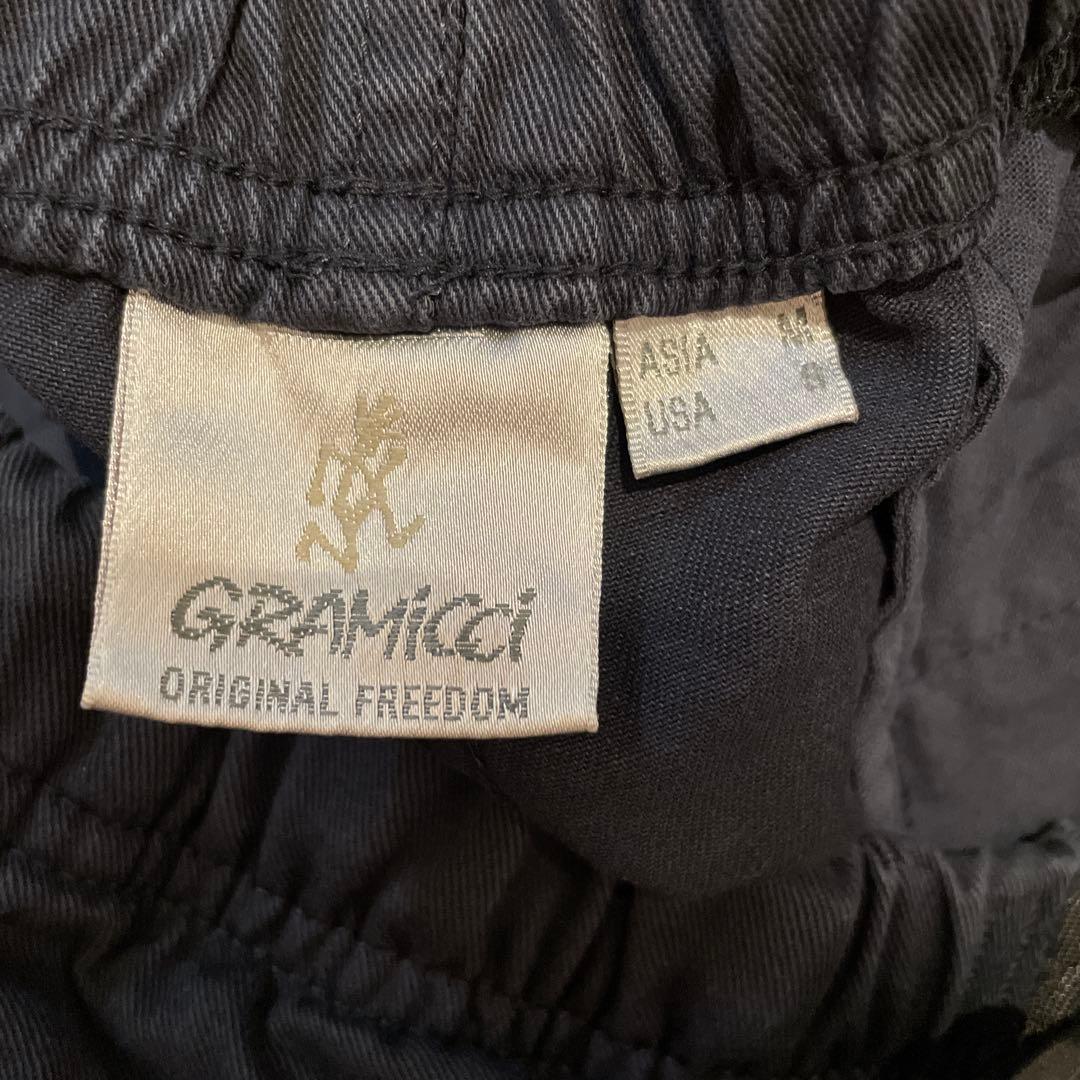 GRAMiCCi
ORIGINAL FREEDOM
ASIA M
USA S